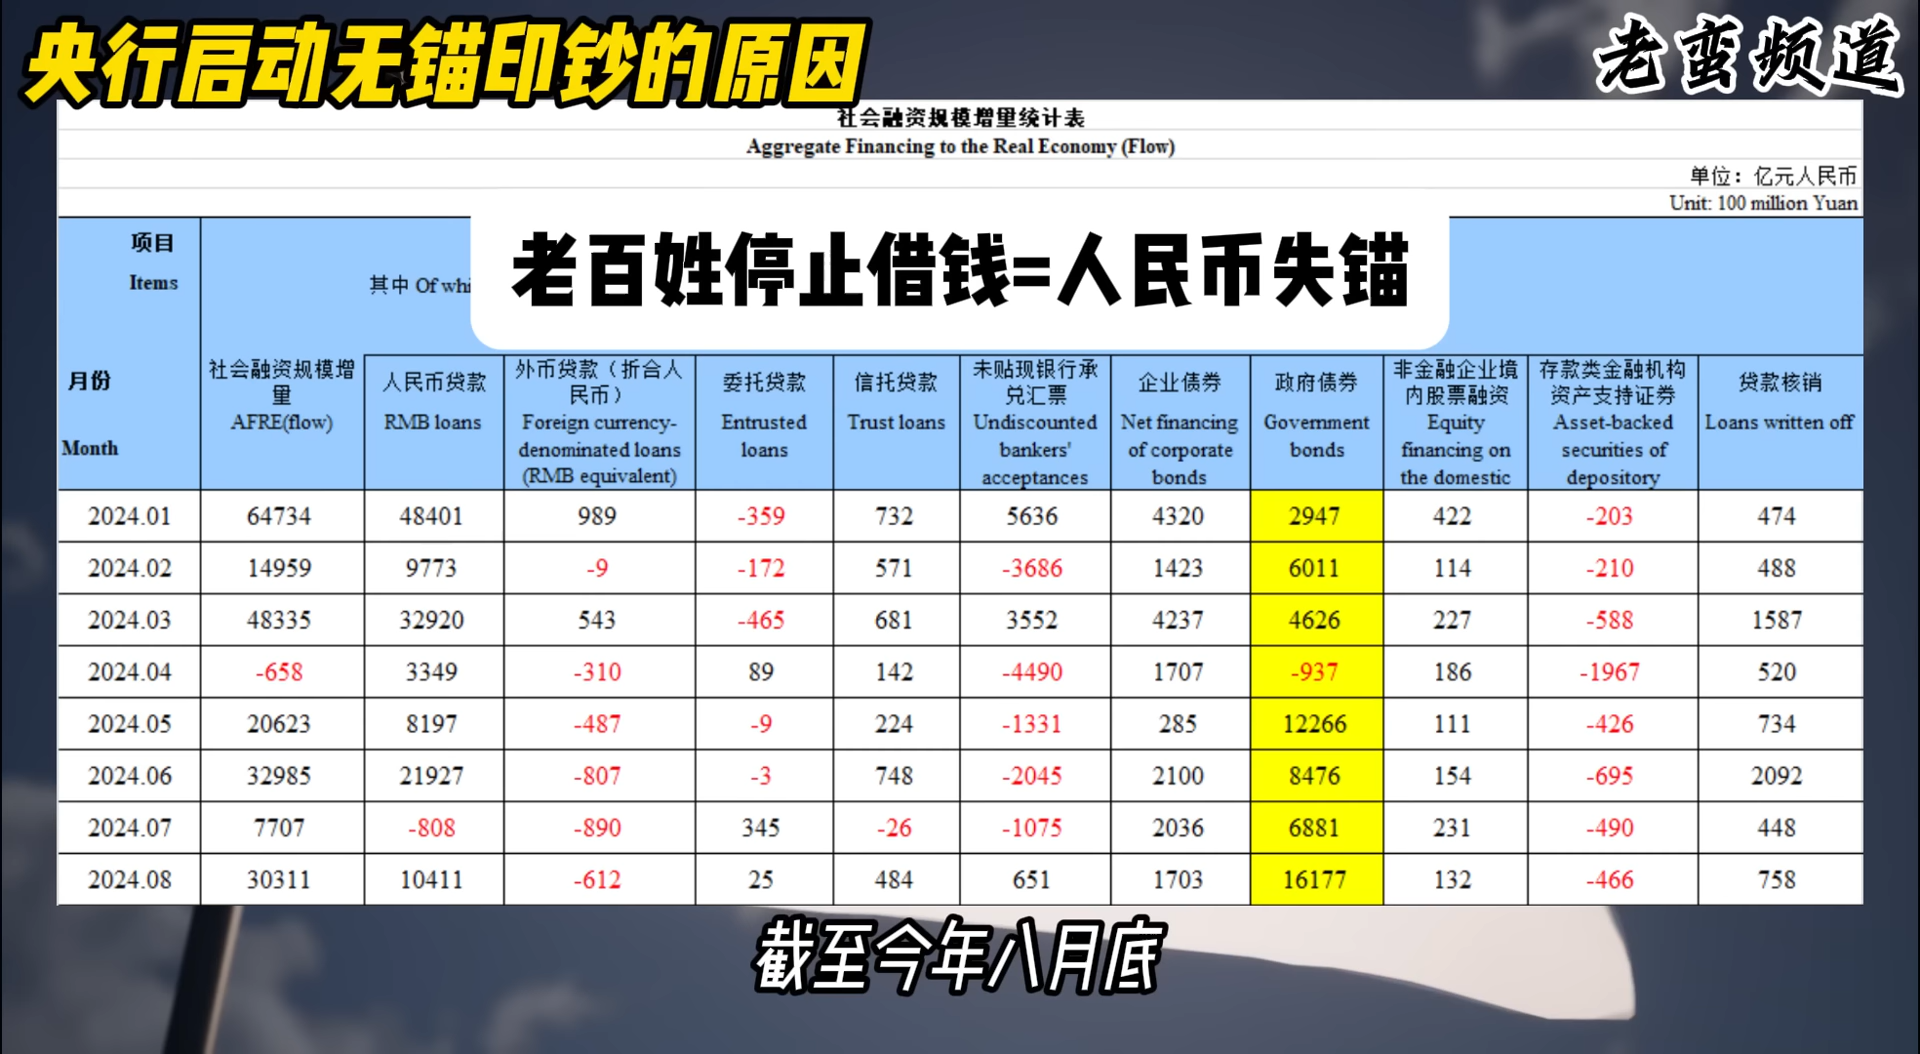 央行启动无锚印钞的原因
老蛮频道
社会融资规模增量统计表
Aggregate Financing to the Real Economy (Flow)
单位：亿元人民币
Unit: 100 million Yuan
老百姓停止借钱=人民币失锚
项目
Items
其中 Of whi
月份
Month
社会融资规模增
量
AFRE(flow)
人民币贷款
RMB loans
外币贷款（折合人
民币）
Foreign currency-
denominated loans
(RMB equivalent)
委托贷款
Entrusted
loans
信托贷款
Trust loans
未贴现银行承
兑汇票
Undiscounted
bankers'
acceptances
企业债券
Net financing
of corporate
bonds
政府债券
Government
bonds
非金融企业境
内股票融资
Equity
financing on
the domestic
存款类金融机构
资产支持证券
Asset-backed
securities of
depository
贷款核销
Loans written off
2024.01 64734 48401 989 -359 732 5636 4320 2947 422 -203 474
2024.02 14959 9773 -9 -172 571 -3686 1423 6011 114 -210 488
2024.03 48335 32920 543 -465 681 3552 4237 4626 227 -588 1587
2024.04 -658 3349 -310 89 142 -4490 1707 -937 186 -1967 520
2024.05 20623 8197 -487 -9 224 -1331 285 12266 111 -426 734
2024.06 32985 21927 -807 -3 748 -2045 2100 8476 154 -695 2092
2024.07 7707 -808 -890 345 -26 -1075 2036 6881 231 -490 448
2024.08 30311 10411 -612 25 484 651 1703 16177 132 -466 758
截至今年八月底